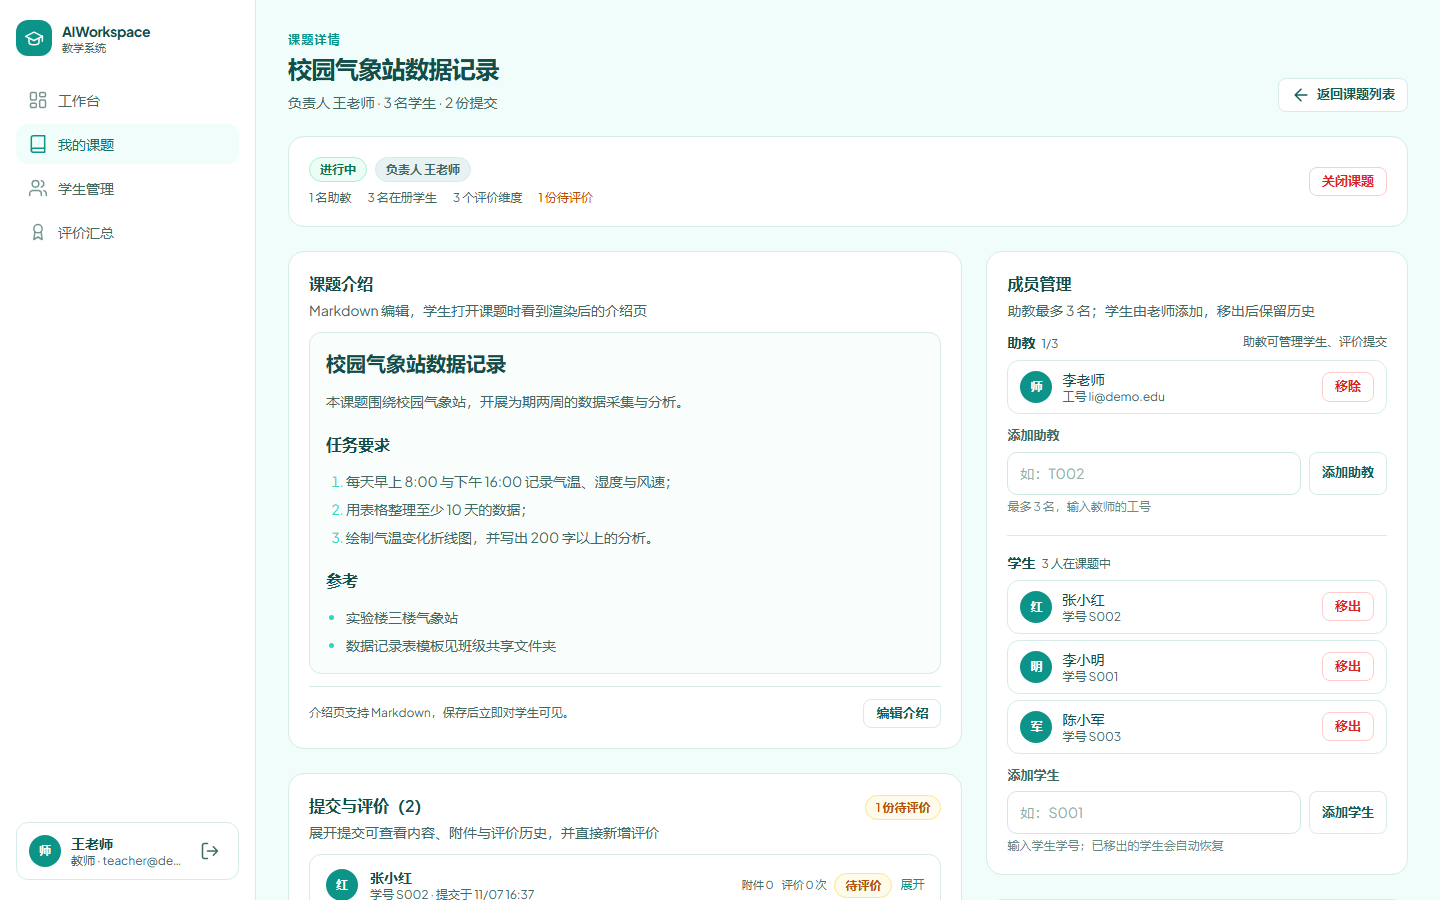 AIWorkspace
教学系统
工作台
我的课题
学生管理
评价汇总
师
王老师
教师 · teacher@de...
课题详情
校园气象站数据记录
负责人 王老师 · 3 名学生 · 2 份提交
返回课题列表
进行中
负责人 王老师
1 名助教
3 名在册学生
3 个评价维度
1 份待评价
关闭课题
课题介绍
Markdown 编辑，学生打开课题时看到渲染后的介绍页
校园气象站数据记录
本课题围绕校园气象站，开展为期两周的数据采集与分析。
任务要求
1. 每天早上 8:00 与下午 16:00 记录气温、湿度与风速；
2. 用表格整理至少 10 天的数据；
3. 绘制气温变化折线图，并写出 200 字以上的分析。
参考
• 实验楼三楼气象站
• 数据记录表模板见班级共享文件夹
介绍页支持 Markdown，保存后立即对学生可见。
编辑介绍
提交与评价（2）
1 份待评价
展开提交可查看内容、附件与评价历史，并直接新增评价
红
张小红
学号 S002 · 提交于 11/07 16:37
附件 0
评价 0 次
待评价
展开
成员管理
助教最多 3 名；学生由老师添加，移出后保留历史
助教 1/3
助教可管理学生、评价提交
师
李老师
工号 li@demo.edu
移除
添加助教
如：T002
添加助教
最多 3 名，输入教师的工号
学生 3 人在课题中
红
张小红
学号 S002
移出
明
李小明
学号 S001
移出
军
陈小军
学号 S003
移出
添加学生
如：S001
添加学生
输入学生学号；已移出的学生会自动恢复